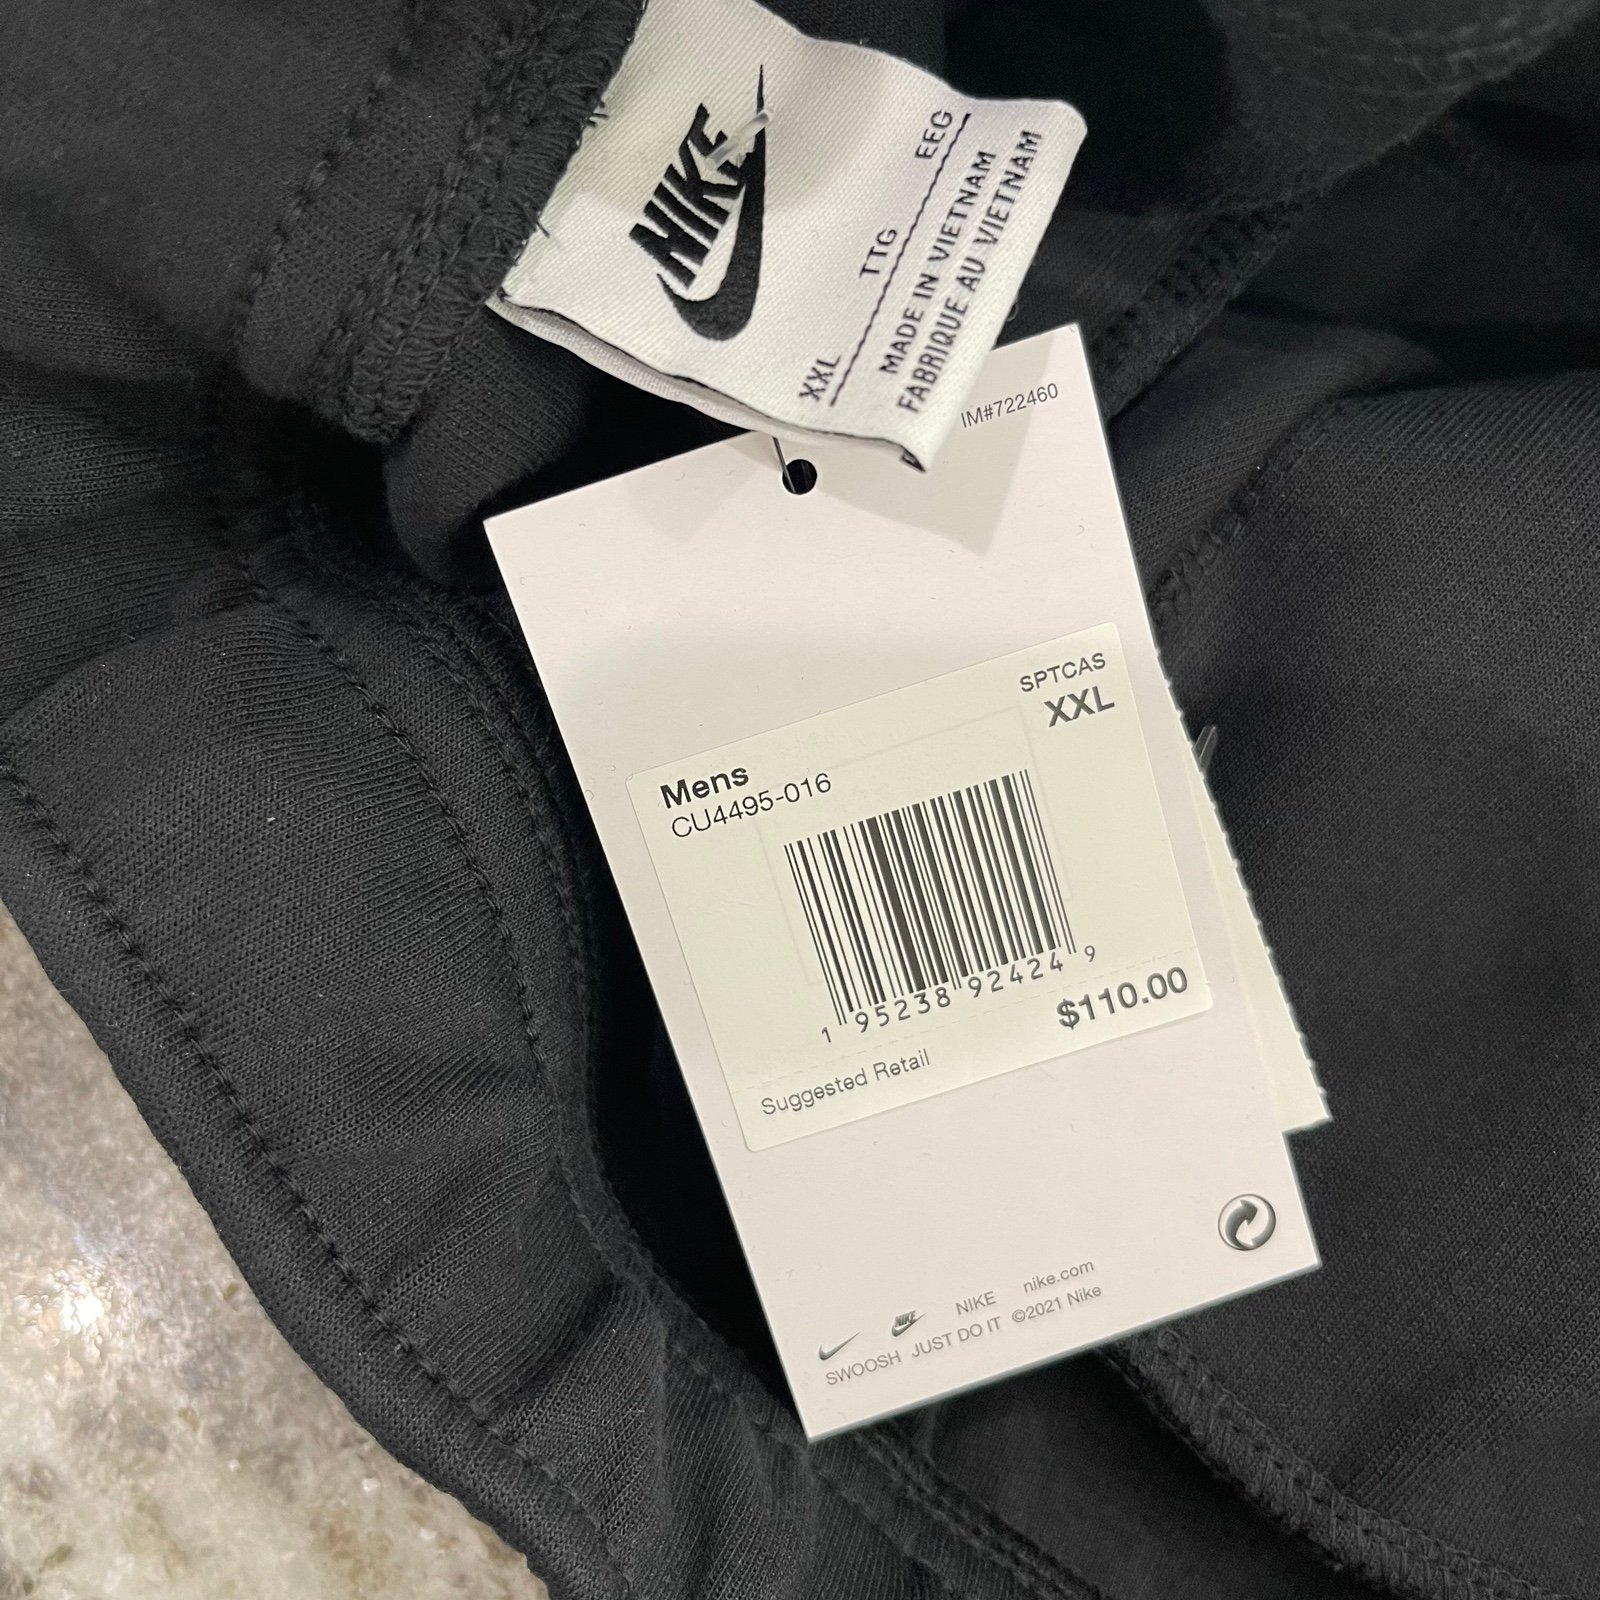 NIKE
XXL TTG EEG
MADE IN VIETNAM
FABRIQUE AU VIETNAM
IM#722460
SPTCAS
XXL
Mens
CU4495-016
1 95238 92424 9
$110.00
Suggested Retail
NIKE NIKE nike.com
SWOOSH JUST DO IT ©2021 Nike